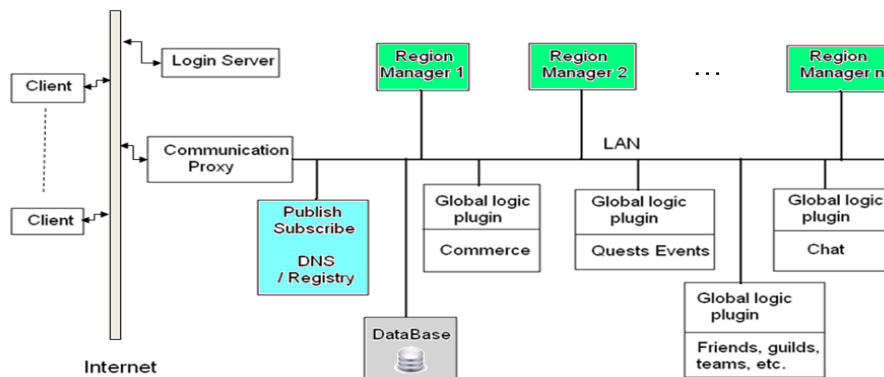 Client
Login Server
Client
Communication
Proxy
Internet
Region
Manager 1
Region
Manager 2
...
Region
Manager n
LAN
Publish
Subscribe
DNS
/ Registry
DataBase
Global logic
plugin
Commerce
Global logic
plugin
Quests Events
Global logic
plugin
Friends, guilds,
teams, etc.
Global logic
plugin
Chat